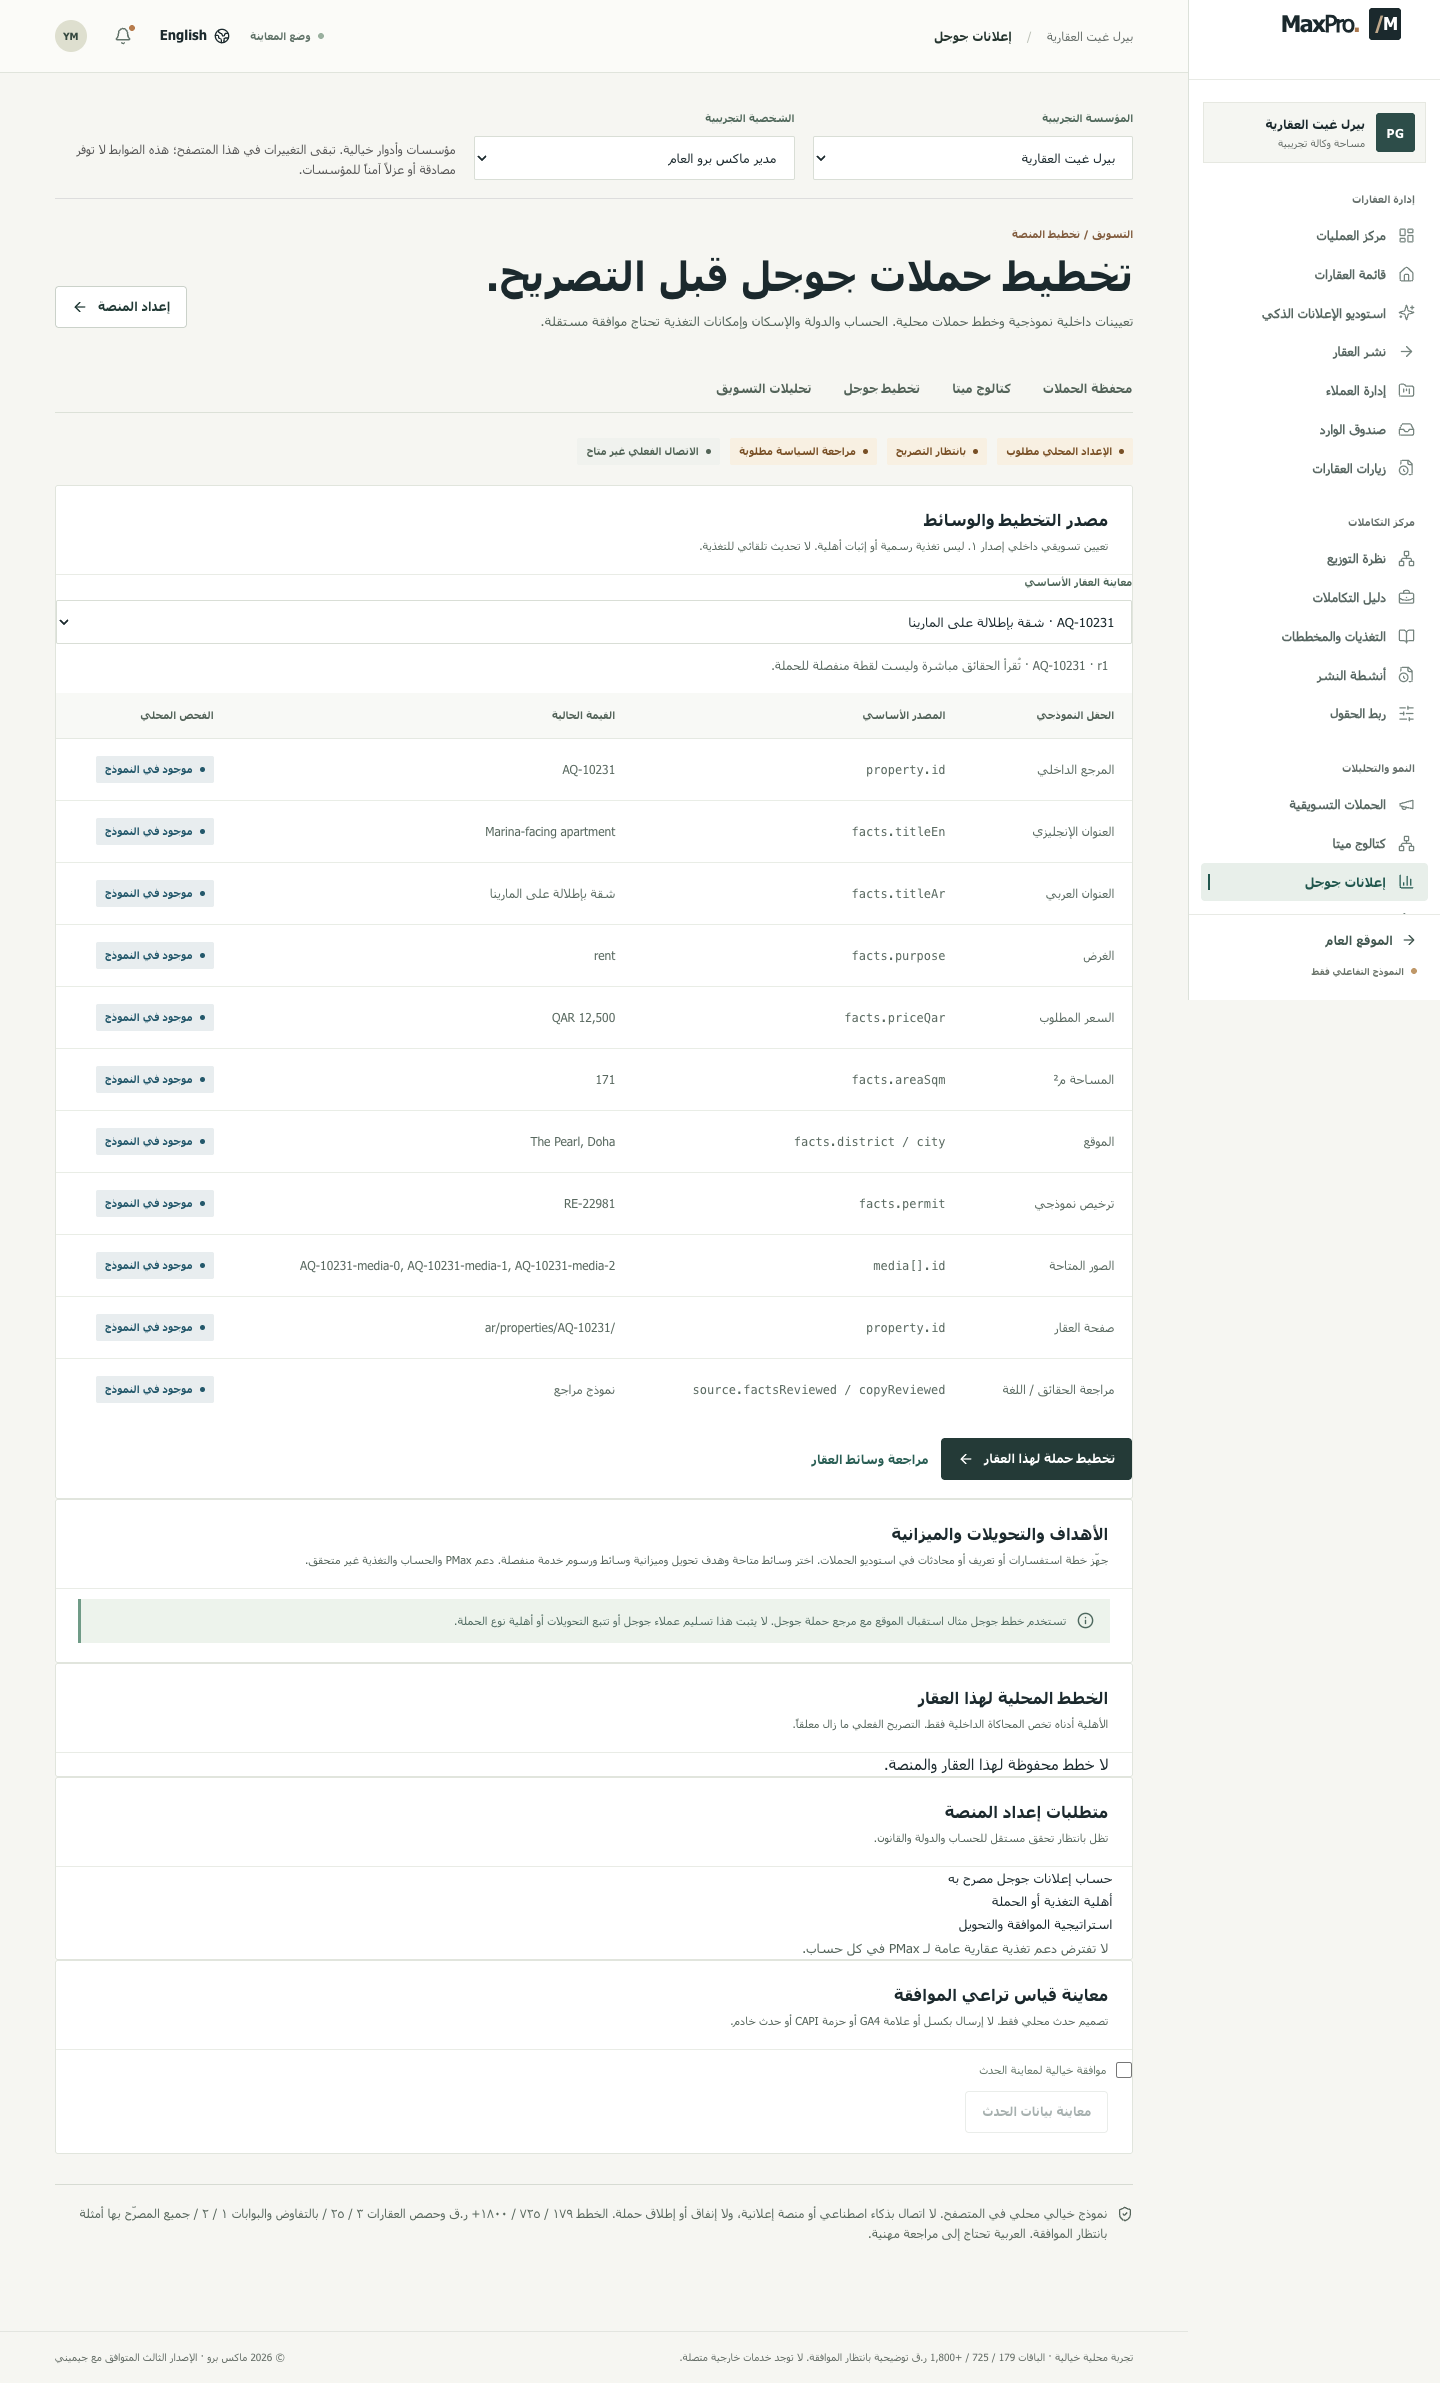 MaxPro.
/M
PG
بيرل غيت العقارية
مساحة وكالة تجريبية
إدارة العقارات
مركز العمليات
قائمة العقارات
استوديو الإعلانات الذكي
نشر العقار
إدارة العملاء
صندوق الوارد
زيارات العقارات
مركز التكاملات
نظرة التوزيع
دليل التكاملات
التغذيات والمخططات
أنشطة النشر
ربط الحقول
النمو والتحليلات
الحملات التسويقية
كتالوج ميتا
إعلانات جوجل
الموقع العام
النموذج التفاعلي فقط
بيرل غيت العقارية / إعلانات جوجل
وضع المعاينة
English
YM
المؤسسة التجريبية
بيرل غيت العقارية
الشخصية التجريبية
مدير ماكس برو العام
مؤسسات وأدوار خيالية. تبقى التغييرات في هذا المتصفح؛ هذه الضوابط لا توفر
مصادقة أو عزلاً آمناً للمؤسسات.
التسويق / تخطيط المنصة
تخطيط حملات جوجل قبل التصريح.
تعيينات داخلية نموذجية وخطط حملات محلية. الحساب والدولة والإسكان وإمكانات التغذية تحتاج موافقة مستقلة.
إعداد المنصة
محفظة الحملات
كتالوج ميتا
تخطيط جوجل
تحليلات التسويق
الإعداد المحلي مطلوب
بانتظار التصريح
مراجعة السياسة مطلوبة
الاتصال الفعلي غير متاح
مصدر التخطيط والوسائط
تعيين تسويقي داخلي إصدار ١. ليس تغذية رسمية أو إثبات أهلية. لا تحديث تلقائي للتغذية.
معاينة العقار الأساسي
AQ-10231 · شقة بإطلالة على المارينا
AQ-10231 · r1 · تُقرأ الحقائق مباشرة وليست لقطة منفصلة للحملة.
الحقل النموذجي المصدر الأساسي القيمة الحالية الفحص المحلي
المرجع الداخلي property.id AQ-10231 موجود في النموذج
العنوان الإنجليزي facts.titleEn Marina-facing apartment موجود في النموذج
العنوان العربي facts.titleAr شقة بإطلالة على المارينا موجود في النموذج
الغرض facts.purpose rent موجود في النموذج
السعر المطلوب facts.priceQar QAR 12,500 موجود في النموذج
المساحة م² facts.areaSqm 171 موجود في النموذج
الموقع facts.district / city The Pearl, Doha موجود في النموذج
ترخيص نموذجي facts.permit RE-22981 موجود في النموذج
الصور المتاحة media[].id AQ-10231-media-0, AQ-10231-media-1, AQ-10231-media-2 موجود في النموذج
صفحة العقار property.id ar/properties/AQ-10231/ موجود في النموذج
مراجعة الحقائق / اللغة source.factsReviewed / copyReviewed نموذج مراجع موجود في النموذج
تخطيط حملة لهذا العقار
مراجعة وسائط العقار
الأهداف والتحويلات والميزانية
جهّز خطة استفسارات أو تعريف أو محادثات في استوديو الحملات. اختر وسائط متاحة وهدف تحويل وميزانية وسائط ورسوم خدمة منفصلة. دعم PMax والحساب والتغذية غير متحقق.
تستخدم خطط جوجل مثال استقبال الموقع مع مرجع حملة جوجل. لا يثبت هذا تسليم عملاء جوجل أو تتبع التحويلات أو أهلية نوع الحملة.
الخطط المحلية لهذا العقار
الأهلية أدناه تخص المحاكاة الداخلية فقط. التصريح الفعلي ما زال معلقاً.
لا خطط محفوظة لهذا العقار والمنصة.
متطلبات إعداد المنصة
تظل بانتظار تحقق مستقل للحساب والدولة والقانون.
حساب إعلانات جوجل مصرح به
أهلية التغذية أو الحملة
استراتيجية الموافقة والتحويل
لا تفترض دعم تغذية عقارية عامة لـ PMax في كل حساب.
معاينة قياس تراعي الموافقة
تصميم حدث محلي فقط. لا إرسال بكسل أو علامة GA4 أو حزمة CAPI أو حدث خادم.
موافقة خيالية لمعاينة الحدث
معاينة بيانات الحدث
نموذج خيالي محلي في المتصفح. لا اتصال بذكاء اصطناعي أو منصة إعلانية، ولا إنفاق أو إطلاق حملة. الخطط ١٧٩ / ٧٢٥ / ١٨٠٠+ ر.ق وحصص العقارات ٣ / ٢٥ / بالتفاوض والبوابات ١ / ٢ / جميع المصرّح بها أمثلة
بانتظار الموافقة. العربية تحتاج إلى مراجعة مهنية.
تجربة محلية خيالية · الباقات 179 / 725 / +1,800 ر.ق توضيحية بانتظار الموافقة. لا توجد خدمات خارجية متصلة.
© 2026 ماكس برو · الإصدار الثالث المتوافق مع جيميني